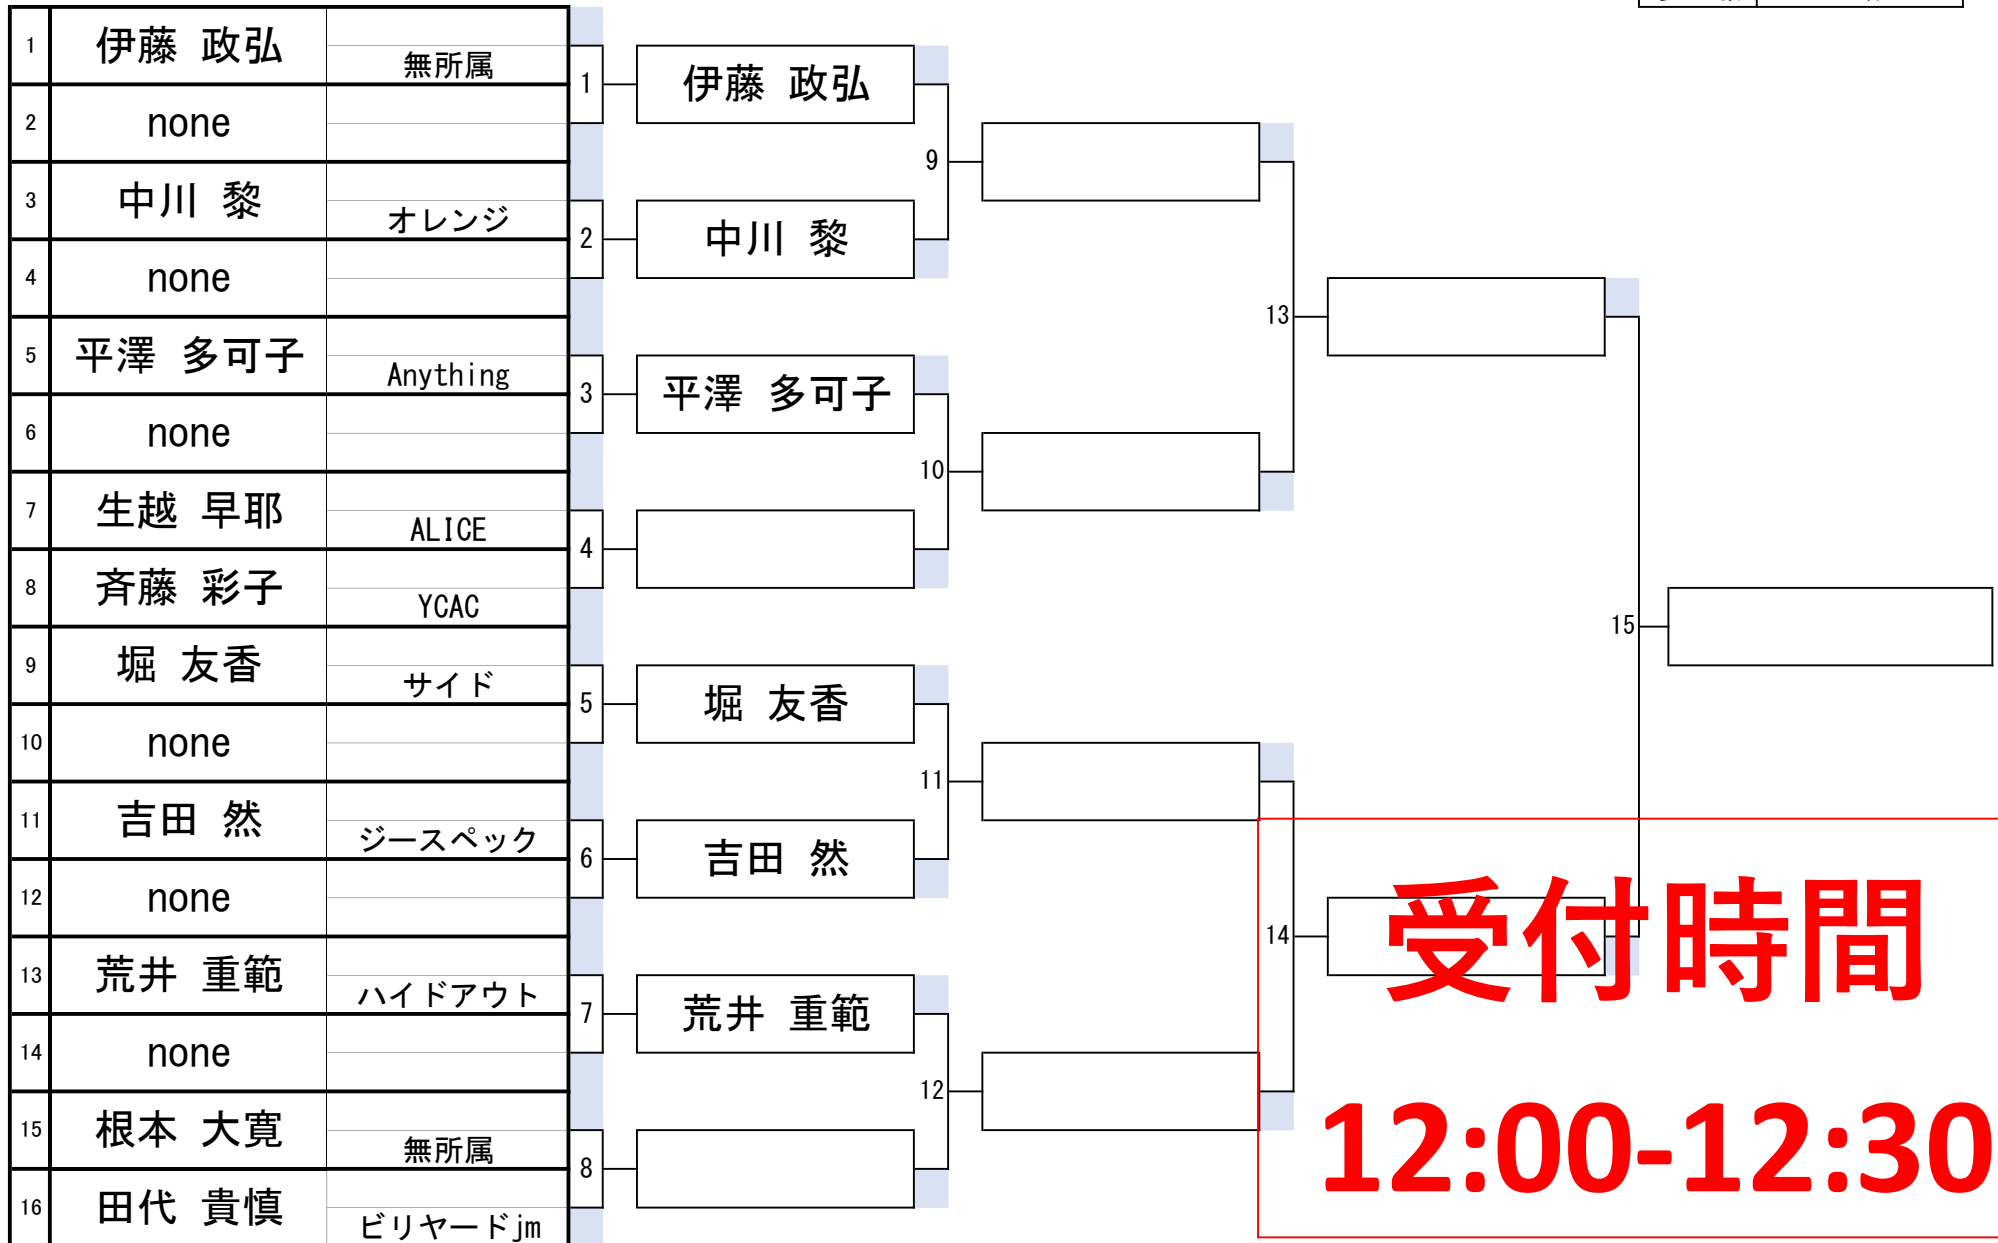 1 伊藤 政弘 無所属
2 none
3 中川 黎 オレンジ
4 none
5 平澤 多可子 Anything
6 none
7 生越 早耶 ALICE
8 斉藤 彩子 YCAC
9 堀 友香 サイド
10 none
11 吉田 然 ジースペック
12 none
13 荒井 重範 ハイドアウト
14 none
15 根本 大寛 無所属
16 田代 貴慎 ビリヤードjm
1 伊藤 政弘
2 中川 黎
3 平澤 多可子
4
5 堀 友香
6 吉田 然
7 荒井 重範
8
9
10
11
12
13
14
15
受付時間
12:00-12:30